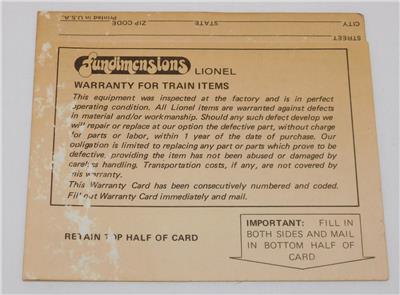 CITY STATE ZIP CODE Printed in U.S.A.
STREET
Fundimensions LIONEL
WARRANTY FOR TRAIN ITEMS
This equipment was inspected at the factory and is in perfect
operating condition. All Lionel items are warranted against defects
in material and/or workmanship. Should any such defect develop we
will repair or replace at our option the defective part, without charge
for parts or labor, within 1 year of the date of purchase. Our
obligation is limited to replacing any part or parts which prove to be
defective, providing the item has not been abused or damaged by
careless handling. Transportation costs, if any, are not covered by
this warranty.
This Warranty Card has been consecutively numbered and coded.
Fill out Warranty Card immediately and mail.
RETAIN TOP HALF OF CARD
IMPORTANT: FILL IN
BOTH SIDES AND MAIL
IN BOTTOM HALF OF
CARD